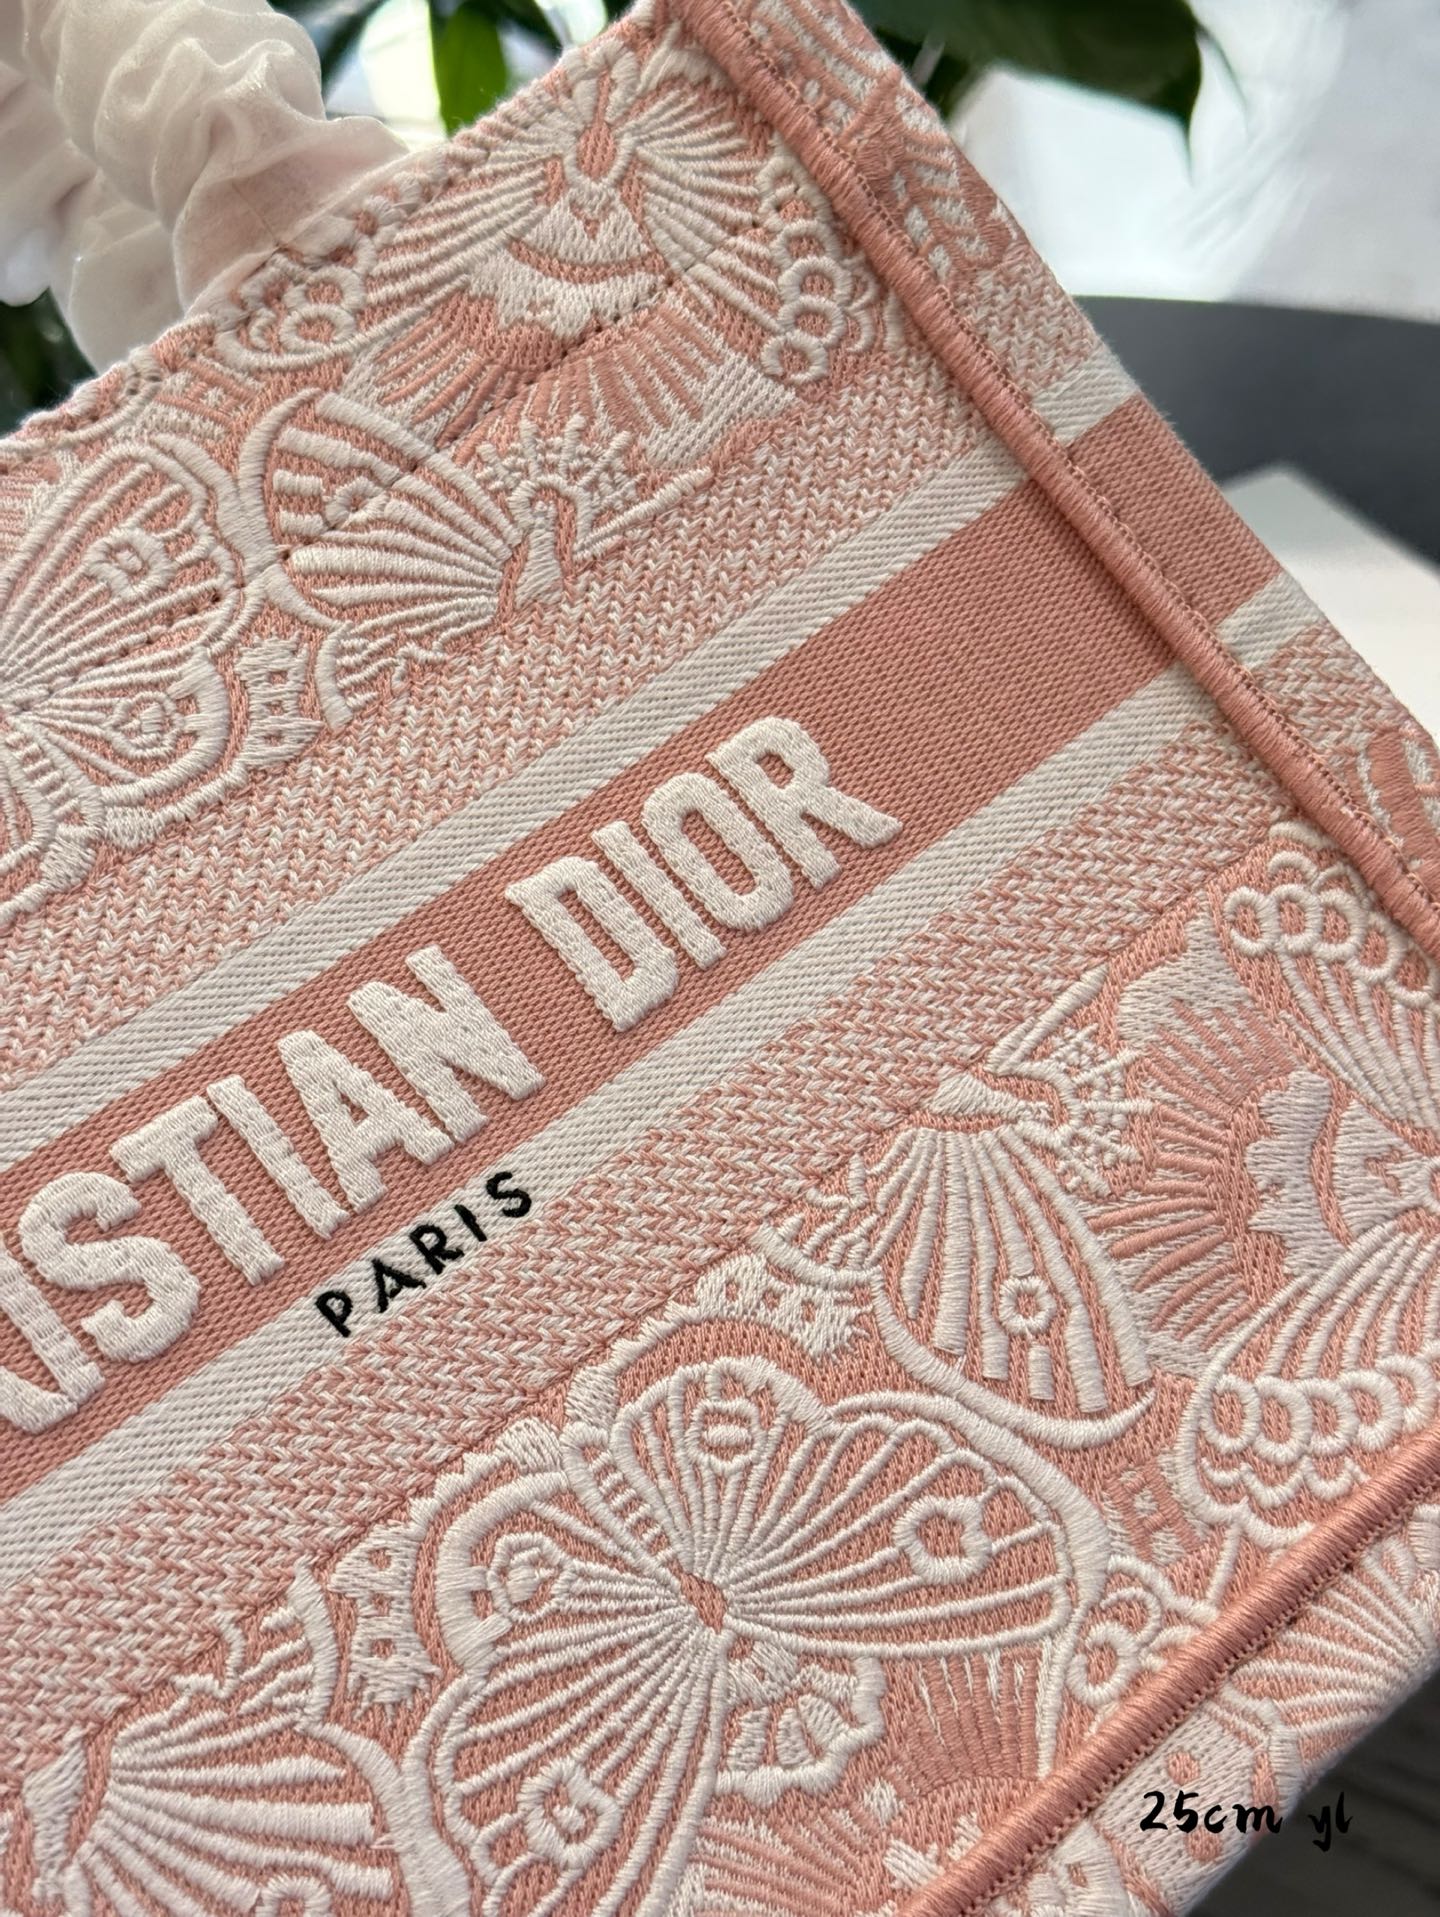 ISTIAN DIOR
PARIS
25cm yl